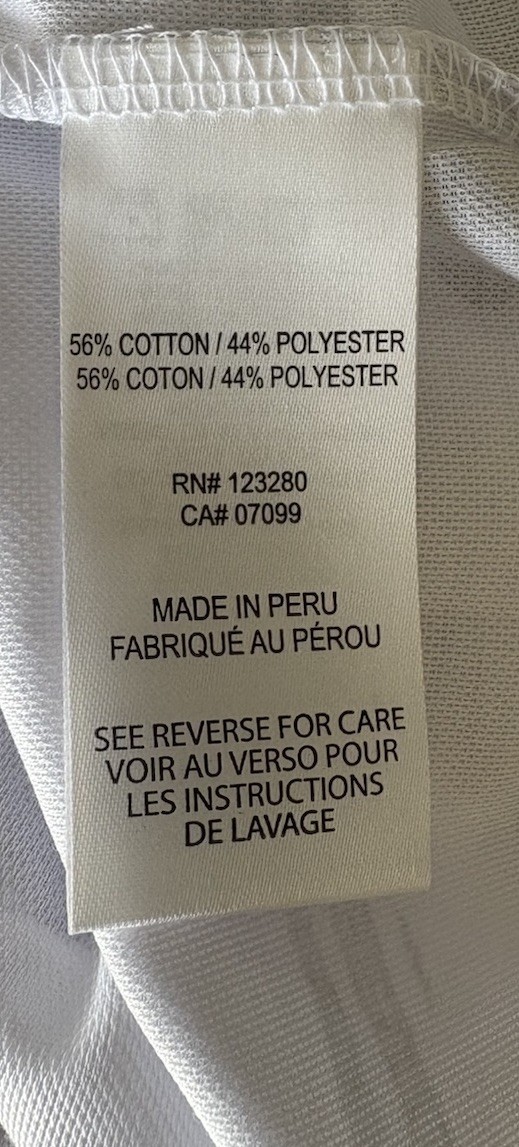 56% COTTON / 44% POLYESTER
56% COTON / 44% POLYESTER
RN# 123280
CA# 07099
MADE IN PERU
FABRIQUÉ AU PÉROU
SEE REVERSE FOR CARE
VOIR AU VERSO POUR
LES INSTRUCTIONS
DE LAVAGE